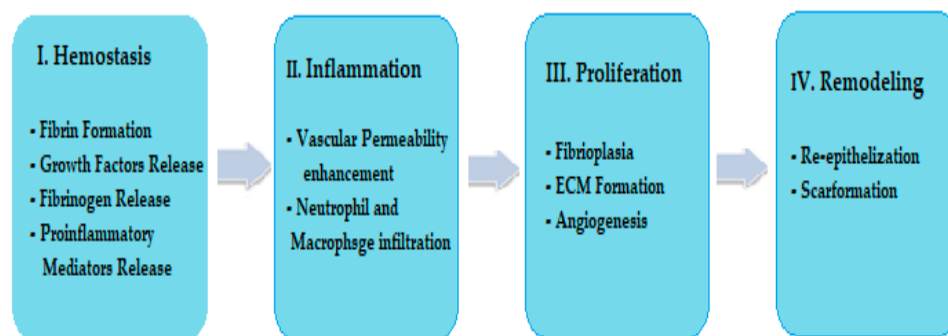 I. Hemostasis
- Fibrin Formation
- Growth Factors Release
- Fibrinogen Release
- Proinflammatory
Mediators Release
II. Inflammation
- Vascular Permeability
enhancement
- Neutrophil and
Macrophsge infiltration
III. Proliferation
- Fibrioplasia
- ECM Formation
- Angiogenesis
IV. Remodeling
- Re-epithelization
- Scarformation